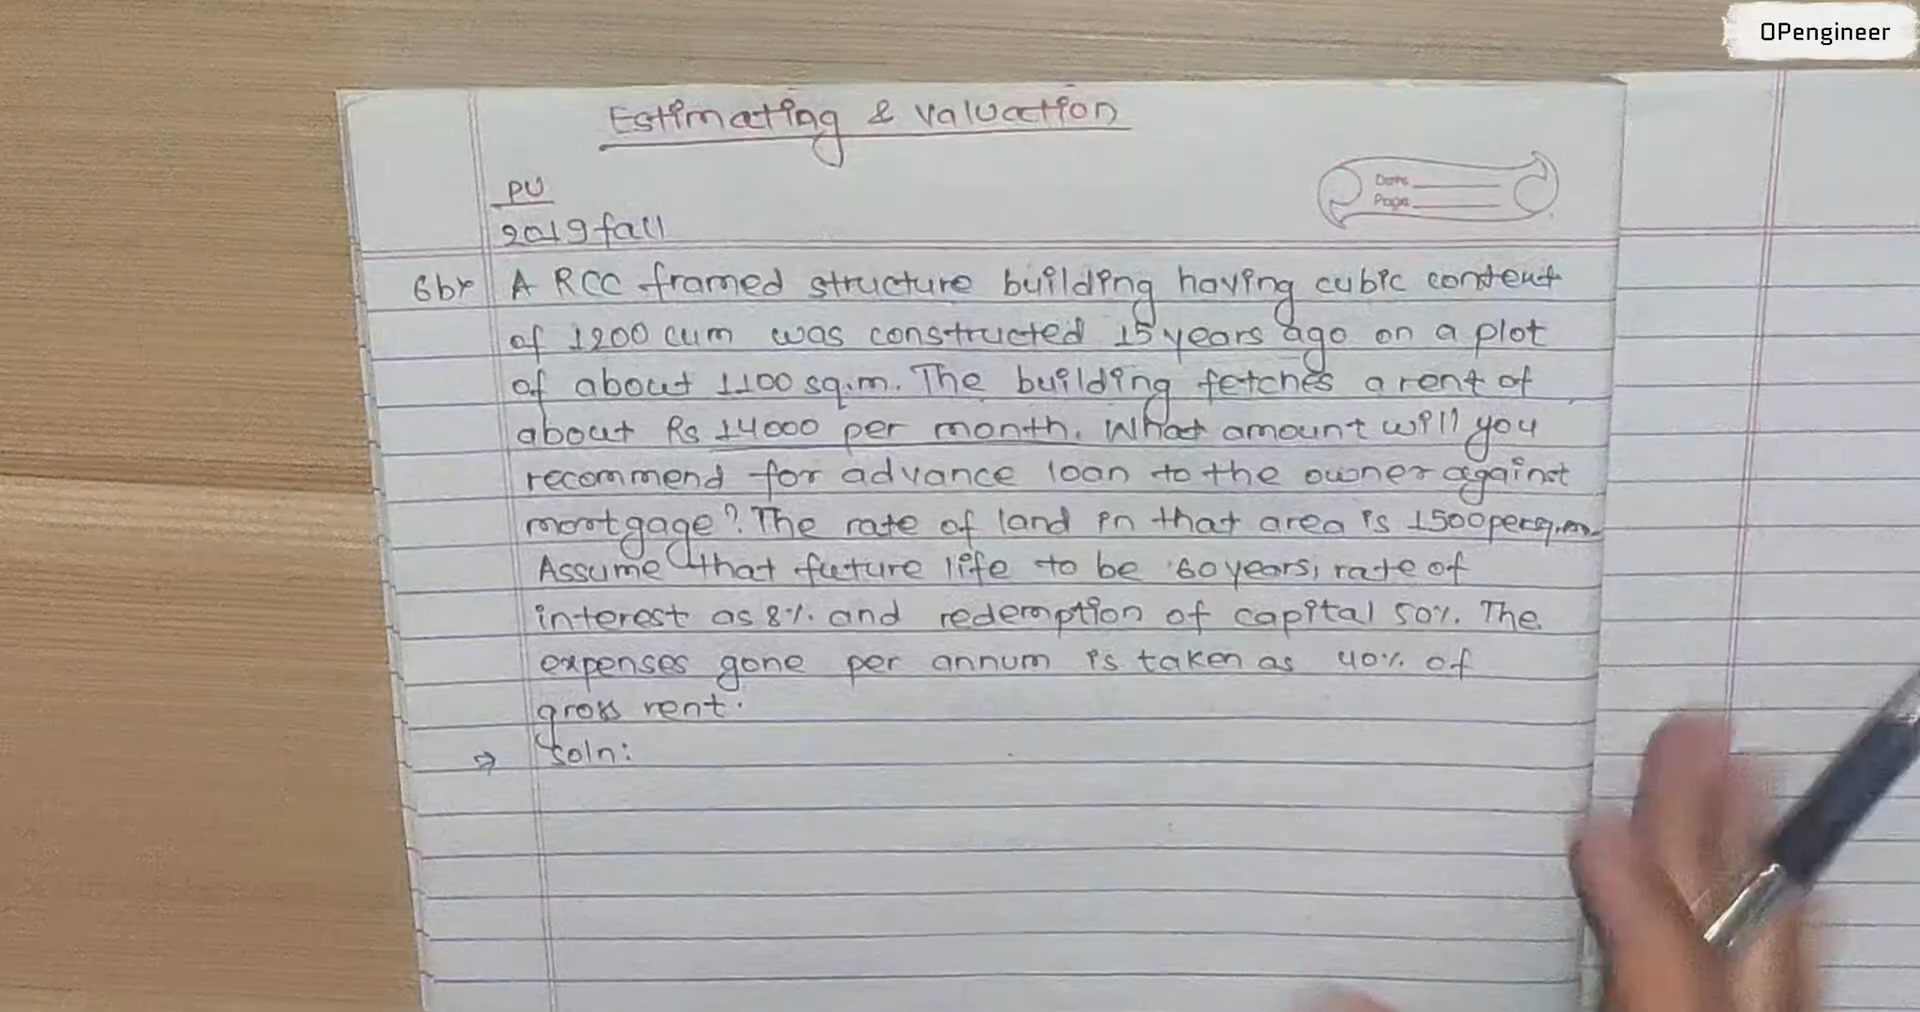 OPengineer
Estimating & valuation
PU
2019 fall
Date
Page
6b) A RCC framed structure building having cubic content
of 1200 cum was constructed 15 years ago on a plot
of about 1100 sq.m. The building fetches a rent of
about Rs 14000 per month. What amount will you
recommend for advance loan to the owner against
mortgage? The rate of land in that area is 1500 persq.m.
Assume that future life to be 60 years, rate of
interest as 8%. and redemption of capital 50%. The
expenses gone per annum is taken as 40% of
gross rent.
⇒ Soln: